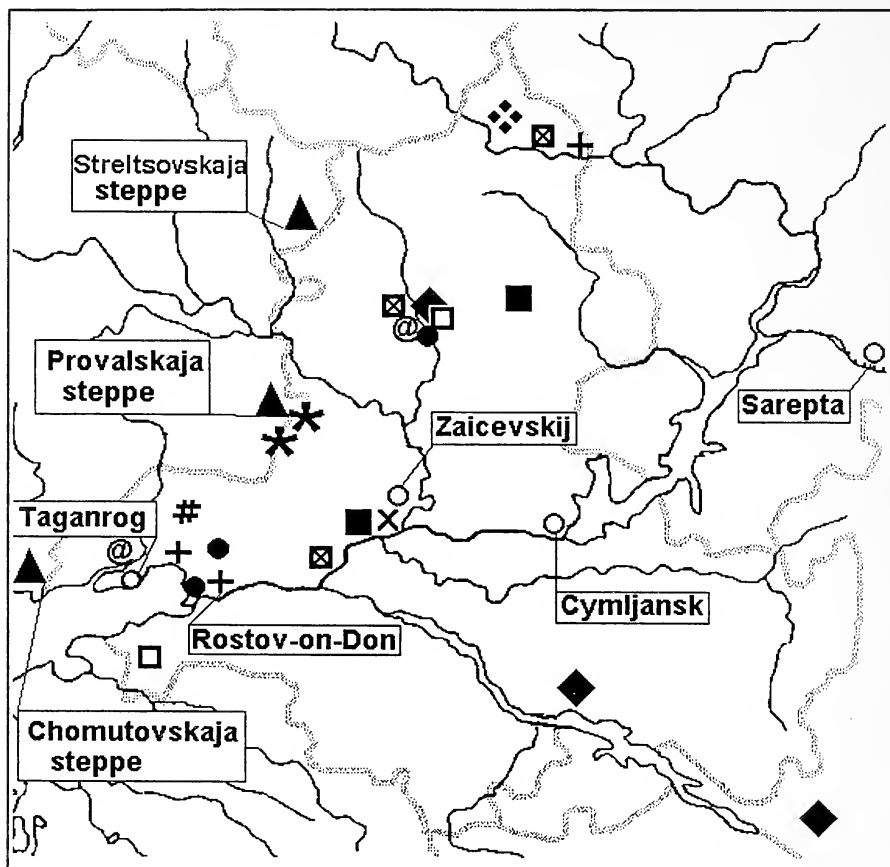 Streltsovskaja
steppe
Provalskaja
steppe
Sarepta
Zaicevskij
Taganrog
Cymljansk
Rostov-on-Don
Chomutovskaja
steppe